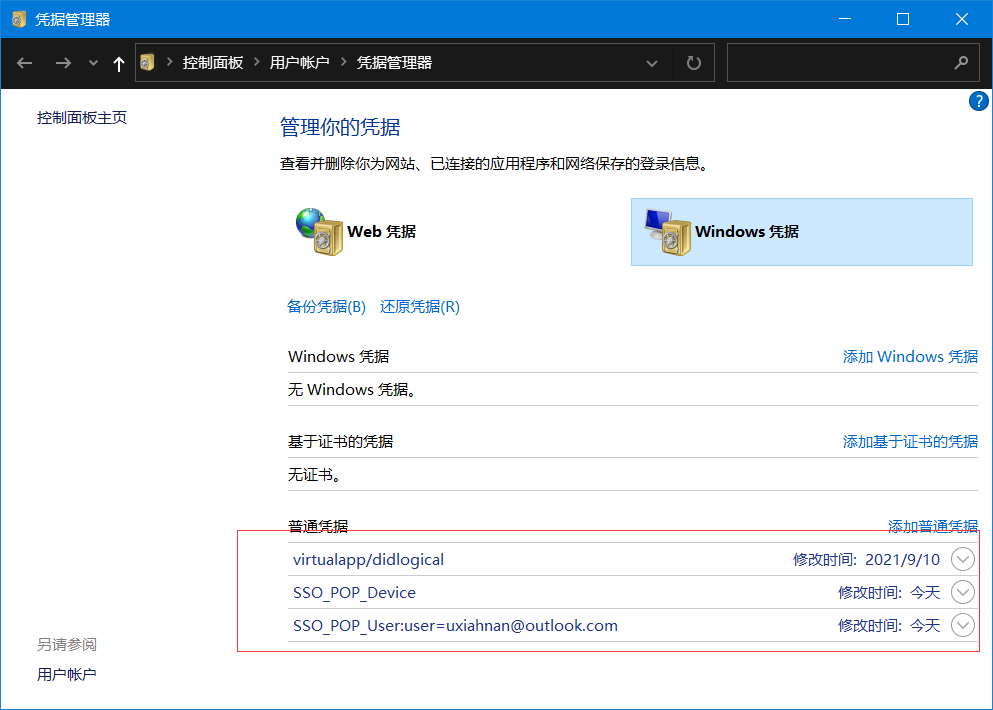 凭据管理器
控制面板 用户帐户 凭据管理器
?
控制面板主页
管理你的凭据
查看并删除你为网站、已连接的应用程序和网络保存的登录信息。
Web 凭据 Windows 凭据
备份凭据(B) 还原凭据(R)
Windows 凭据 添加 Windows 凭据
无 Windows 凭据。
基于证书的凭据 添加基于证书的凭据
无证书。
普通凭据 添加普通凭据
virtualapp/didlogical 修改时间: 2021/9/10
SSO_POP_Device 修改时间: 今天
SSO_POP_User:user=uxiahnan@outlook.com 修改时间: 今天
另请参阅
用户帐户